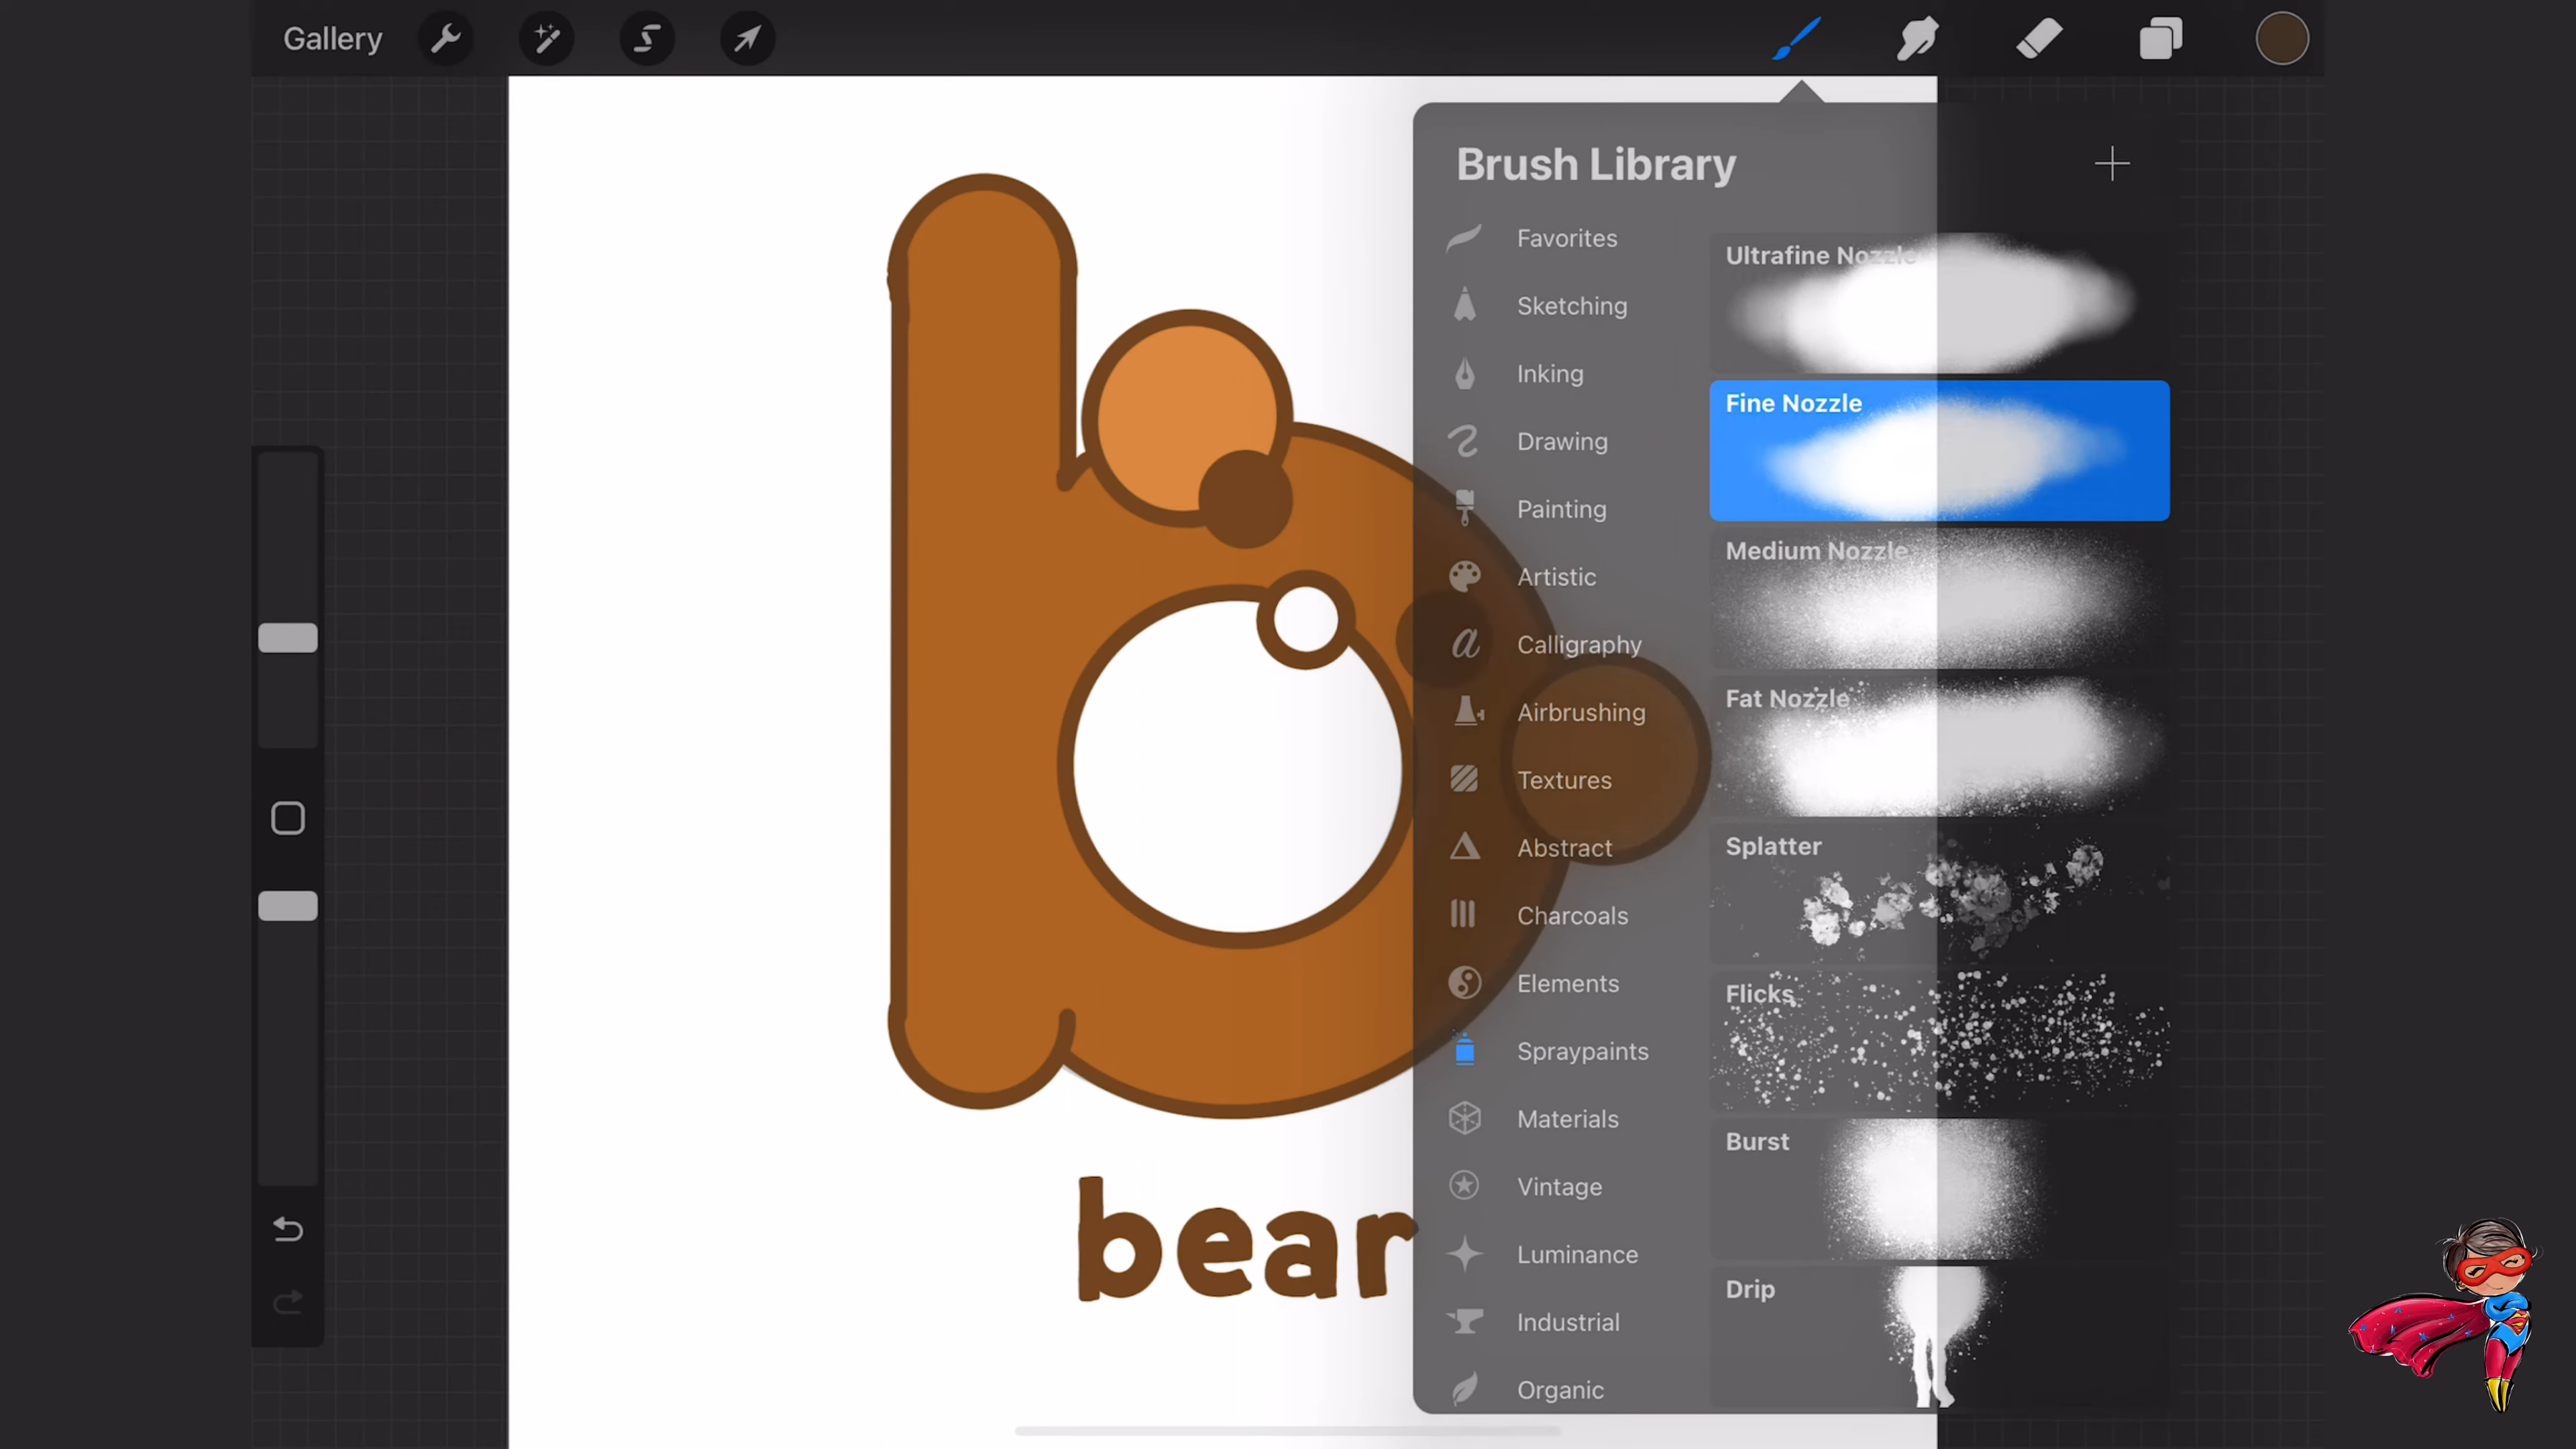 Gallery
Brush Library
Favorites
Sketching
Inking
Drawing
Painting
Artistic
Calligraphy
Airbrushing
Textures
Abstract
Charcoals
Elements
Spraypaints
Materials
Vintage
Luminance
Industrial
Organic
Ultrafine Nozzle
Fine Nozzle
Medium Nozzle
Fat Nozzle
Splatter
Flicks
Burst
Drip
b
bear